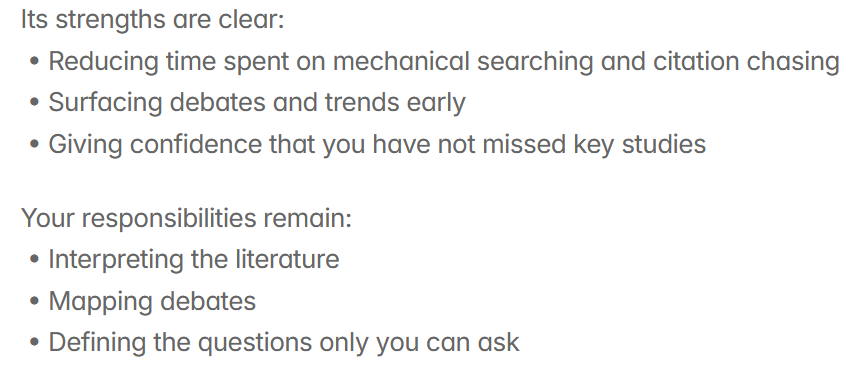 Its strengths are clear:
• Reducing time spent on mechanical searching and citation chasing
• Surfacing debates and trends early
• Giving confidence that you have not missed key studies
Your responsibilities remain:
• Interpreting the literature
• Mapping debates
• Defining the questions only you can ask